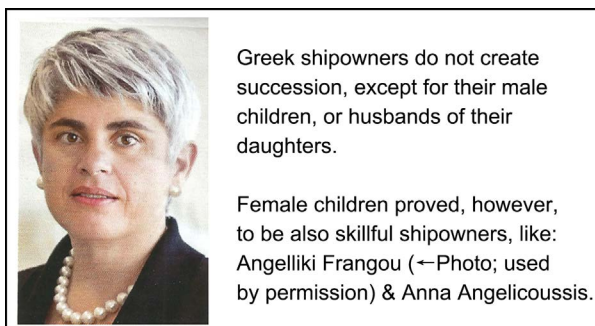 Greek shipowners do not create
succession, except for their male
children, or husbands of their
daughters.
Female children proved, however,
to be also skillful shipowners, like:
Angelliki Frangou (←Photo; used
by permission) & Anna Angelicoussis.